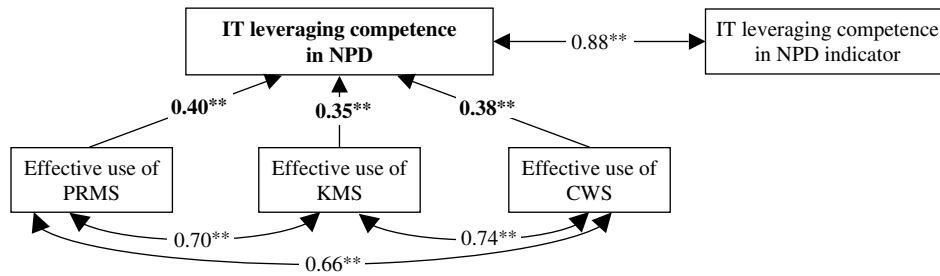 IT leveraging competence
in NPD
0.88**
IT leveraging competence
in NPD indicator
0.40**
0.35**
0.38**
Effective use of
PRMS
Effective use of
KMS
Effective use of
CWS
0.70**
0.74**
0.66**